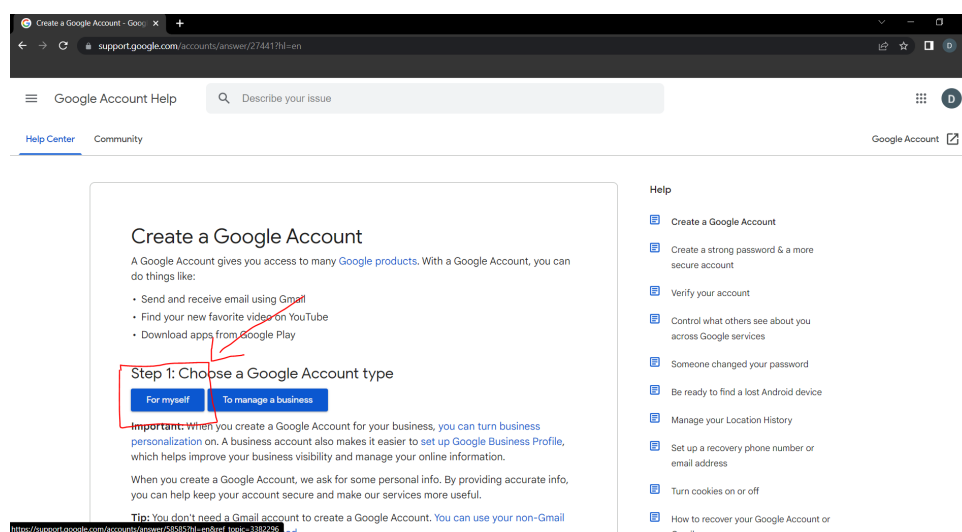 Create a Google Account - Goog
support.google.com/accounts/answer/27441?hl=en
D
Google Account Help
Describe your issue
D
Help Center
Community
Google Account
Create a Google Account
A Google Account gives you access to many Google products. With a Google Account, you can
do things like:
• Send and receive email using Gmail
• Find your new favorite video on YouTube
• Download apps from Google Play
Step 1: Choose a Google Account type
For myself
To manage a business
Important: When you create a Google Account for your business, you can turn business
personalization on. A business account also makes it easier to set up Google Business Profile,
which helps improve your business visibility and manage your online information.
When you create a Google Account, we ask for some personal info. By providing accurate info,
you can help keep your account secure and make our services more useful.
Tip: You don't need a Gmail account to create a Google Account. You can use your non-Gmail
https://support.google.com/accounts/answer/58585?hl=en&ref_topic=3382296
Help
Create a Google Account
Create a strong password & a more
secure account
Verify your account
Control what others see about you
across Google services
Someone changed your password
Be ready to find a lost Android device
Manage your Location History
Set up a recovery phone number or
email address
Turn cookies on or off
How to recover your Google Account or